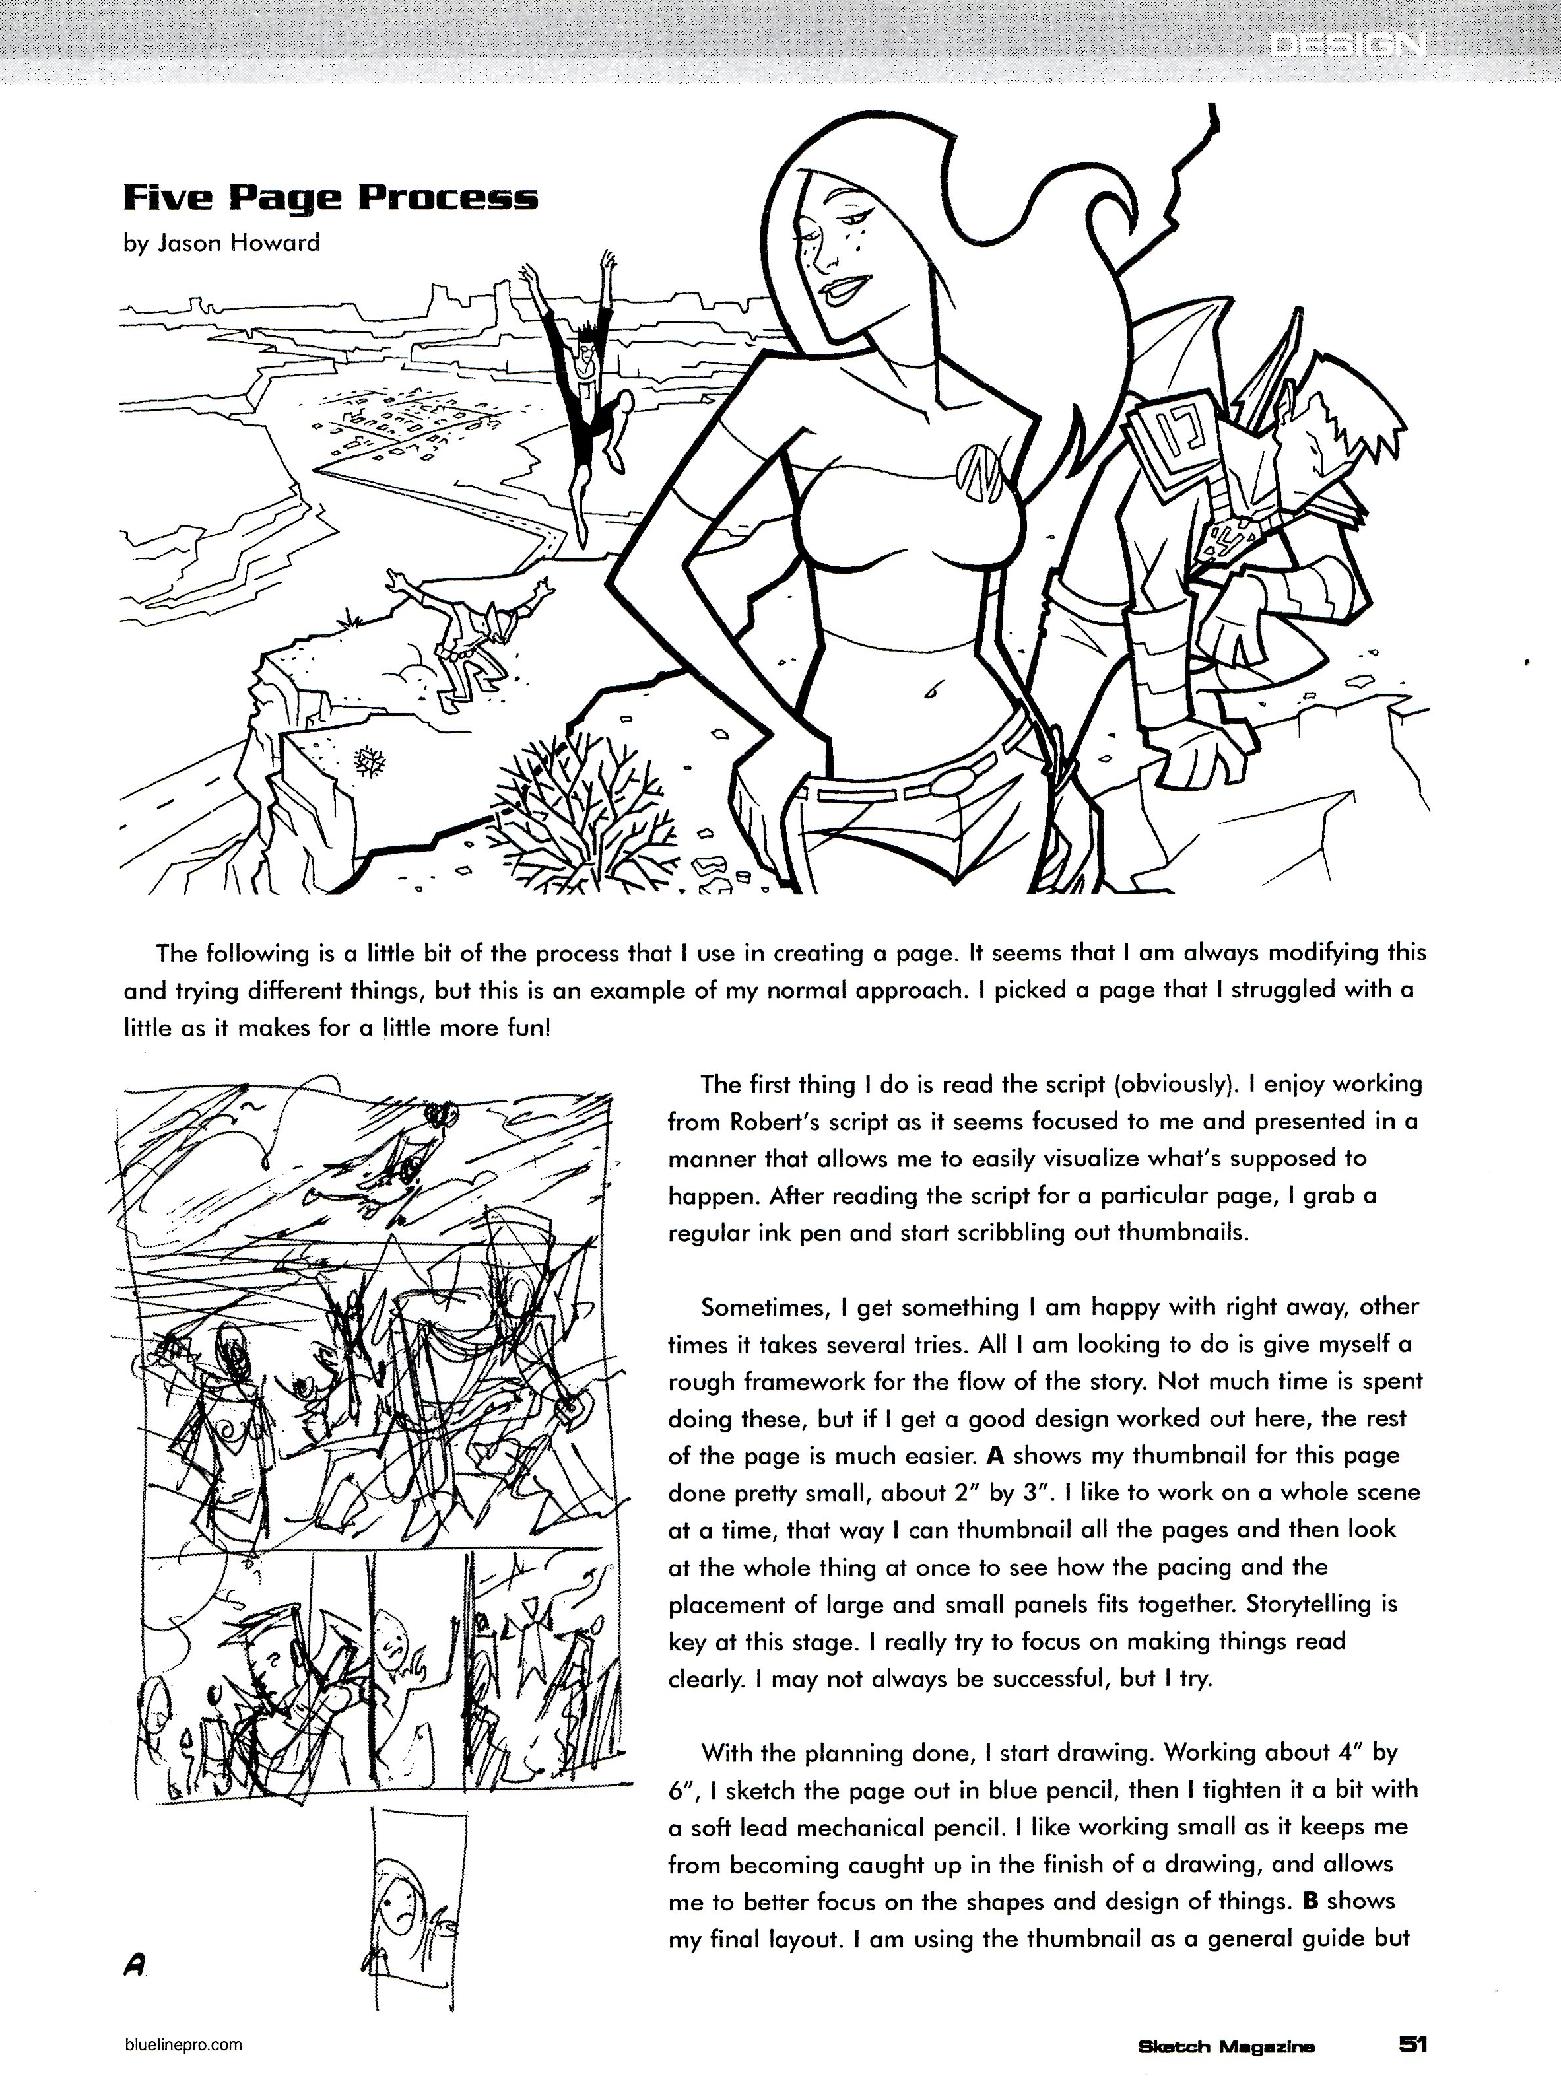 DESIGN
Five Page Process
by Jason Howard
The following is a little bit of the process that I use in creating a page. It seems that I am always modifying this
and trying different things, but this is an example of my normal approach. I picked a page that I struggled with a
little as it makes for a little more fun!
The first thing I do is read the script (obviously). I enjoy working
from Robert's script as it seems focused to me and presented in a
manner that allows me to easily visualize what's supposed to
happen. After reading the script for a particular page, I grab a
regular ink pen and start scribbling out thumbnails.
Sometimes, I get something I am happy with right away, other
times it takes several tries. All I am looking to do is give myself a
rough framework for the flow of the story. Not much time is spent
doing these, but if I get a good design worked out here, the rest
of the page is much easier. A shows my thumbnail for this page
done pretty small, about 2" by 3". I like to work on a whole scene
at a time, that way I can thumbnail all the pages and then look
at the whole thing at once to see how the pacing and the
placement of large and small panels fits together. Storytelling is
key at this stage. I really try to focus on making things read
clearly. I may not always be successful, but I try.
With the planning done, I start drawing. Working about 4" by
6", I sketch the page out in blue pencil, then I tighten it a bit with
a soft lead mechanical pencil. I like working small as it keeps me
from becoming caught up in the finish of a drawing, and allows
me to better focus on the shapes and design of things. B shows
my final layout. I am using the thumbnail as a general guide but
A
bluelinepro.com
Sketch Magazine
51